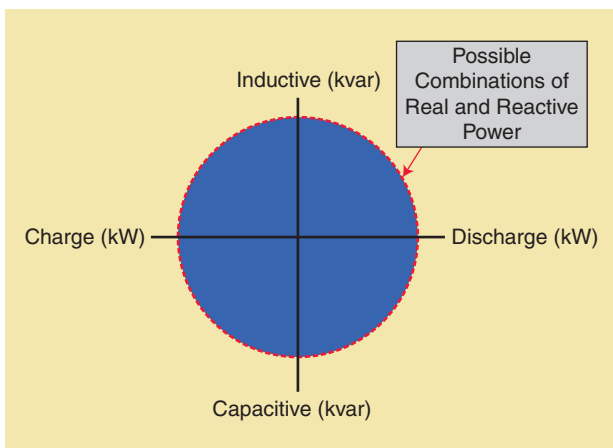 Possible
Combinations of
Real and Reactive
Power
Inductive (kvar)
Charge (kW)
Discharge (kW)
Capacitive (kvar)